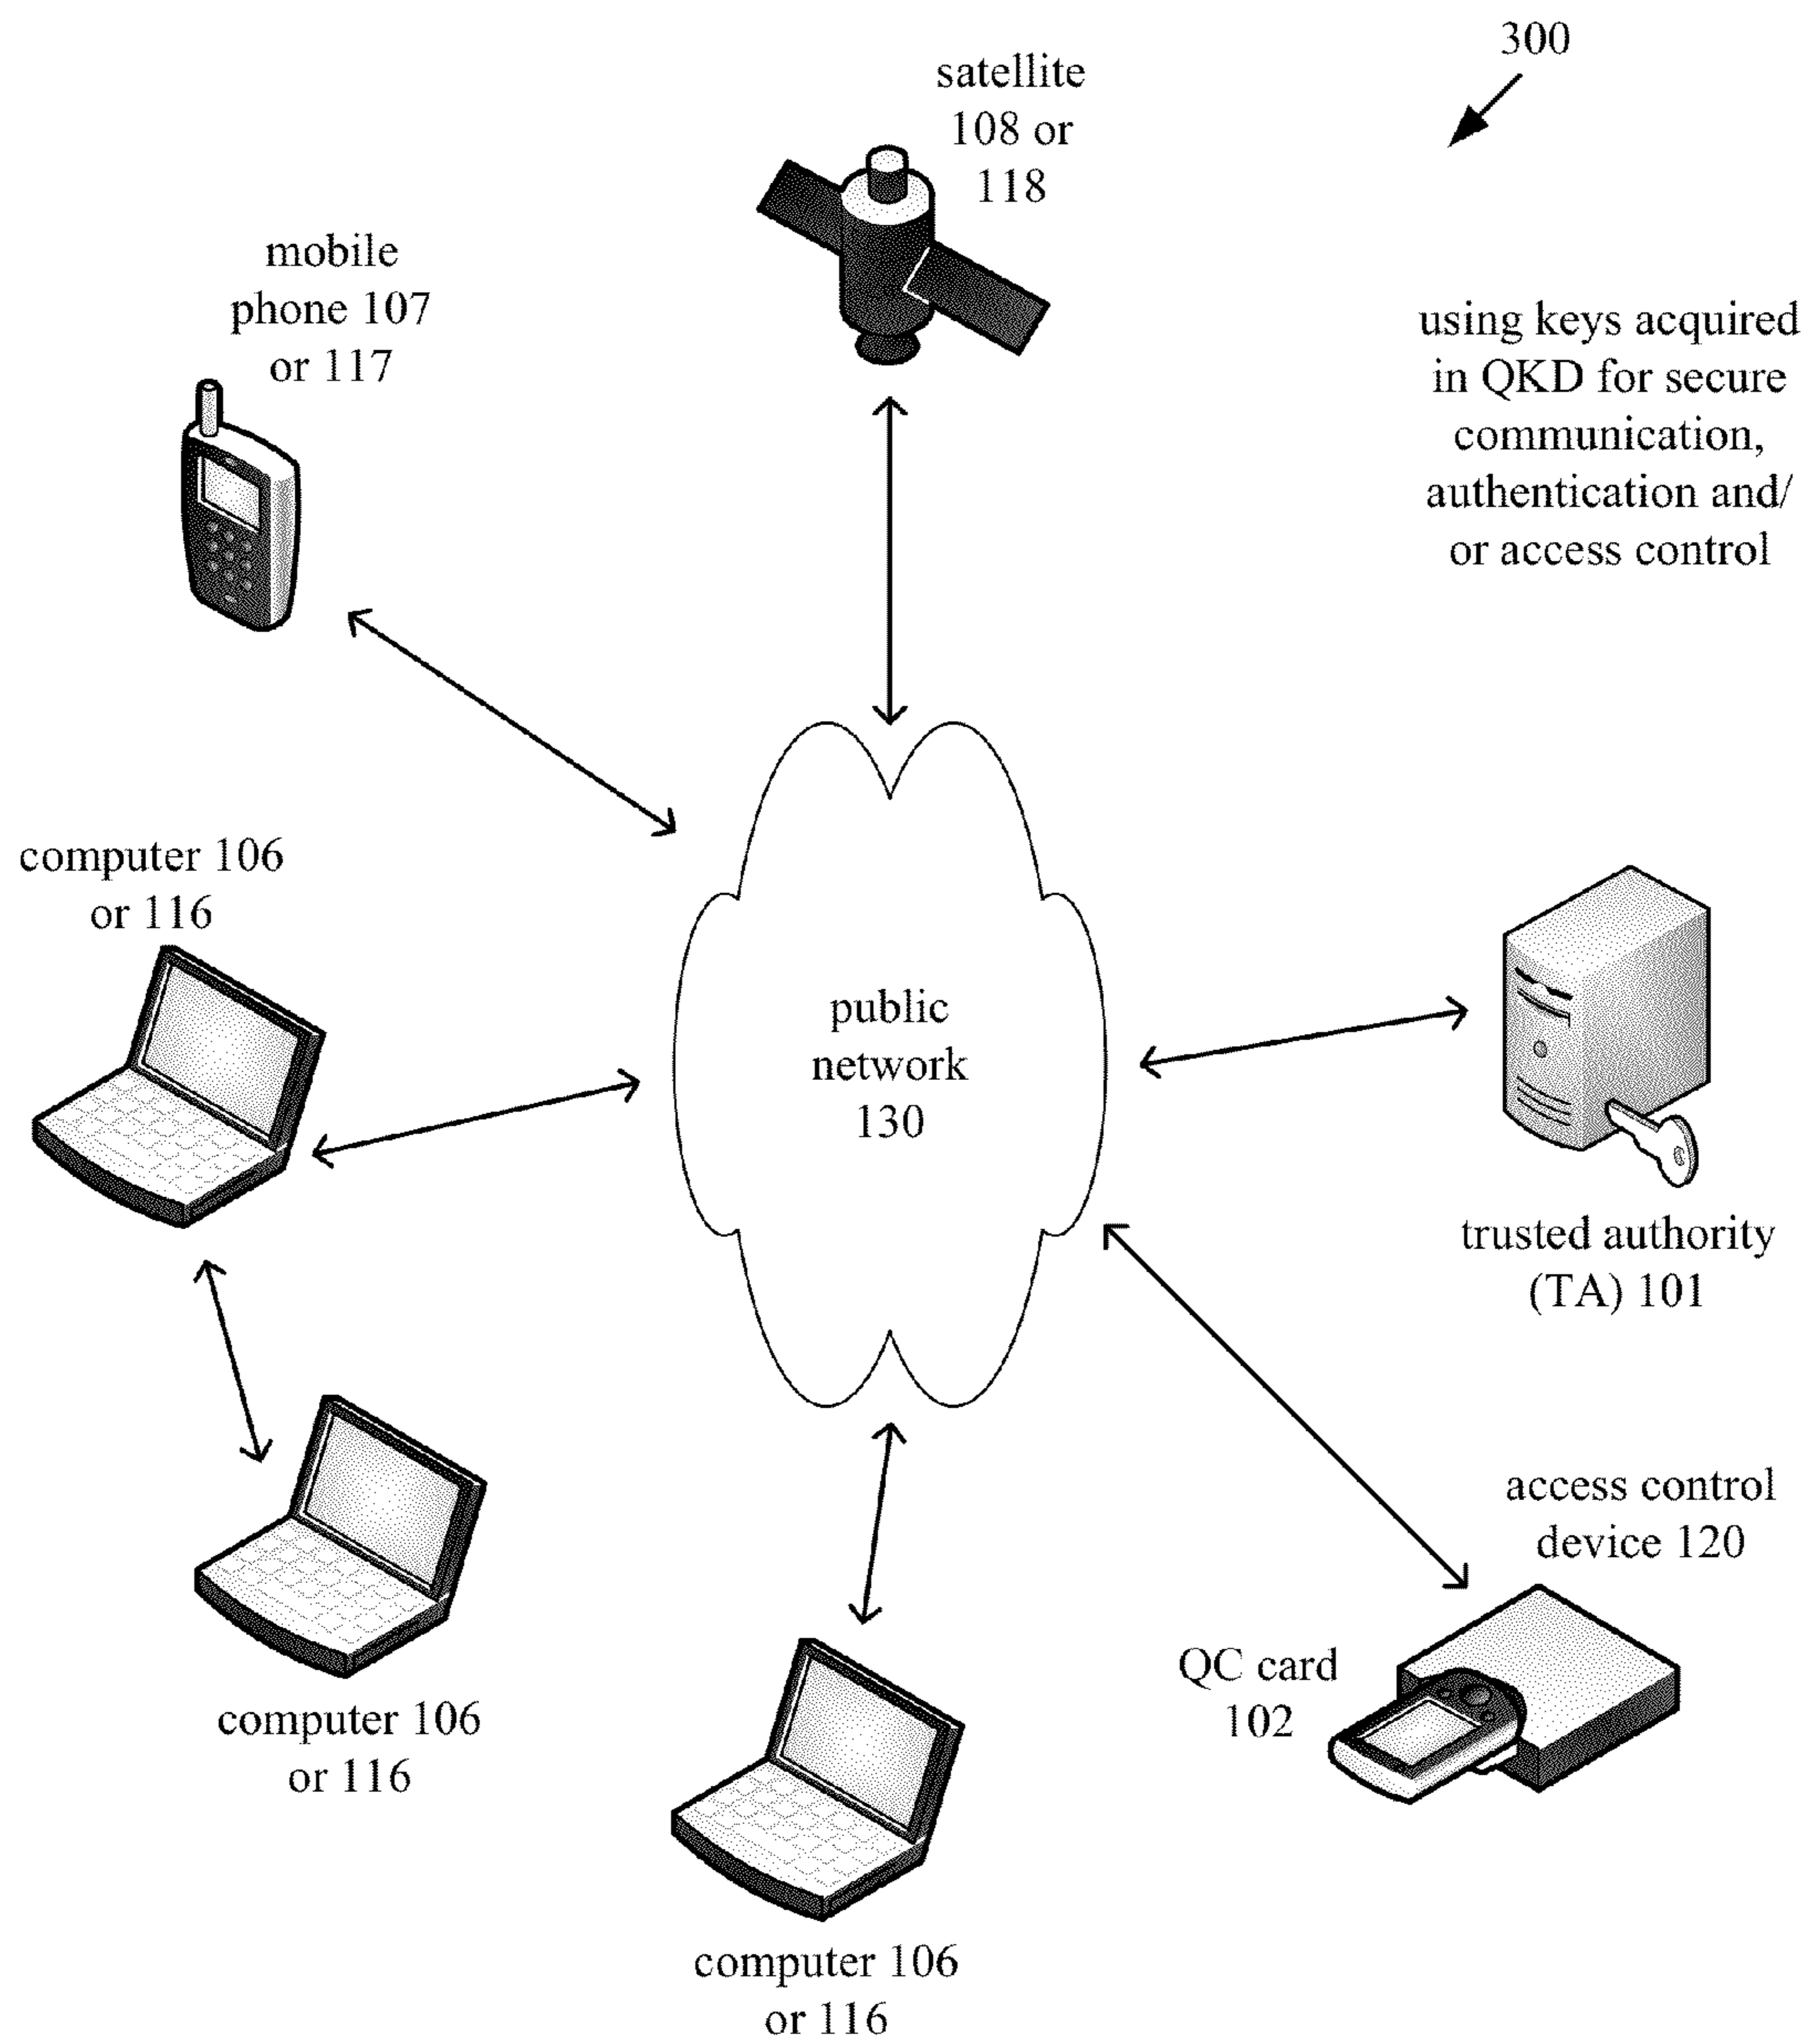 300
satellite
108 or
118
mobile
phone 107
or 117
using keys acquired
in QKD for secure
communication,
authentication and/
or access control
computer 106
or 116
public
network
130
trusted authority
(TA) 101
access control
device 120
QC card
102
computer 106
or 116
computer 106
or 116